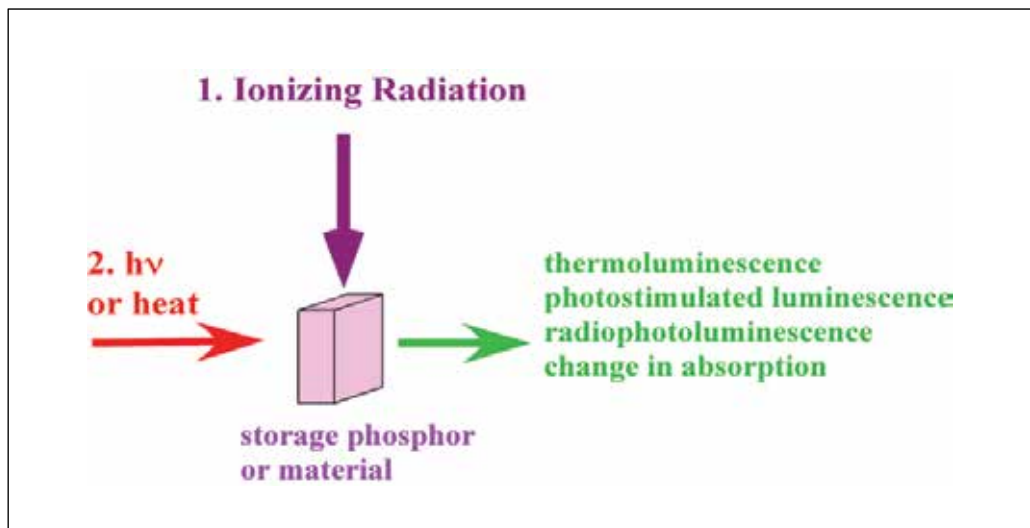 1. Ionizing Radiation
2. hν
or heat
thermoluminescence
photostimulated luminescence
radiophotoluminescence
change in absorption
storage phosphor
or material